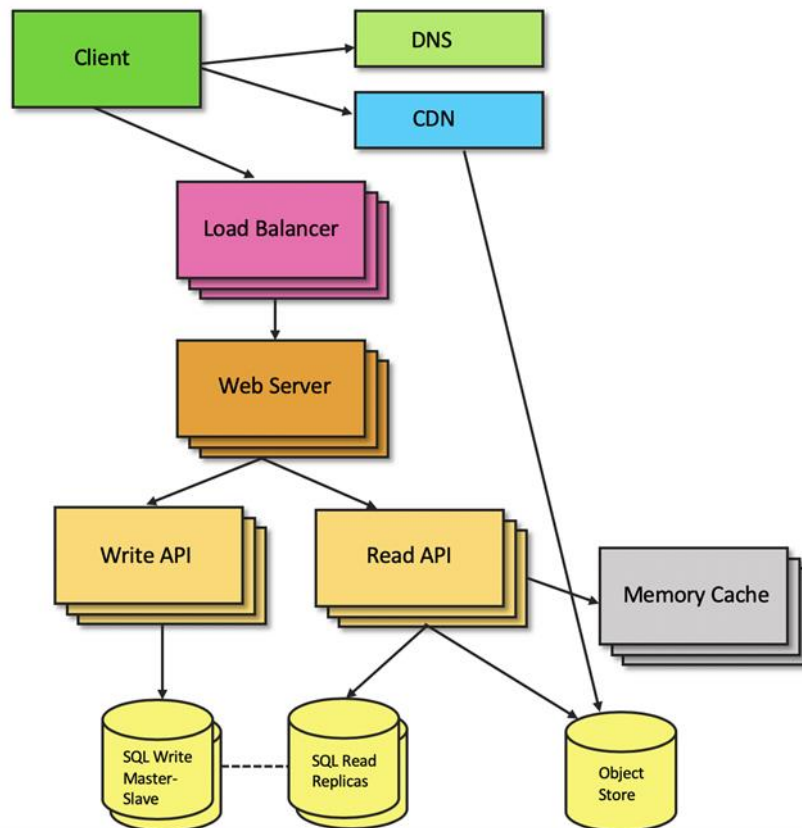 Client
DNS
CDN
Load Balancer
Web Server
Write API
Read API
Memory Cache
SQL Write
Master-
Slave
SQL Read
Replicas
Object
Store